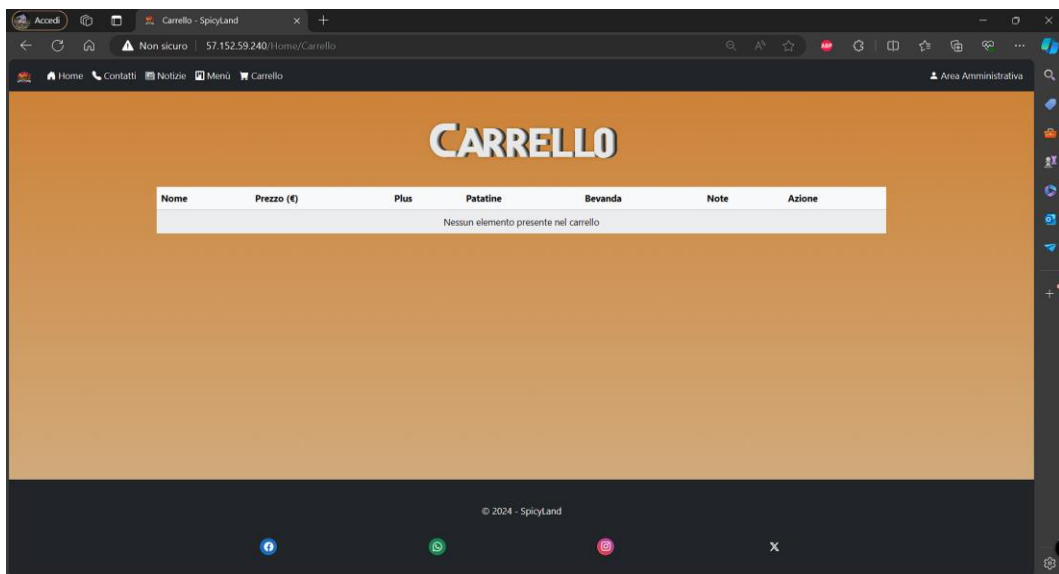 Accedi
Carrello - SpicyLand
Non sicuro 57.152.59.240/Home/Carrello
ABP
Home Contatti Notizie Menù Carrello Area Amministrativa
CARRELLO
Nome Prezzo (€) Plus Patatine Bevanda Note Azione
Nessun elemento presente nel carrello
© 2024 - SpicyLand